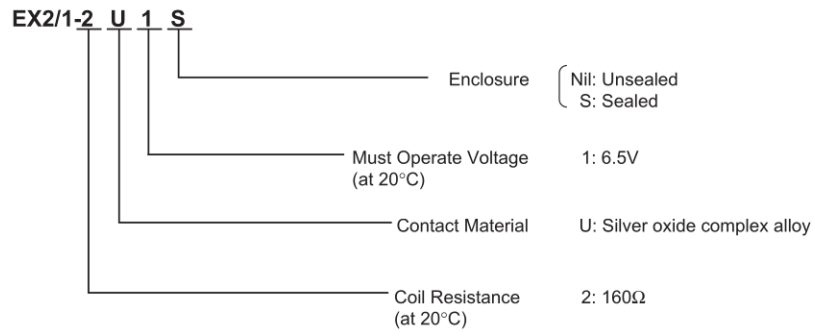 EX2/1-2 U 1 S
Enclosure Nil: Unsealed
S: Sealed
Must Operate Voltage 1: 6.5V
(at 20°C)
Contact Material U: Silver oxide complex alloy
Coil Resistance 2: 160Ω
(at 20°C)